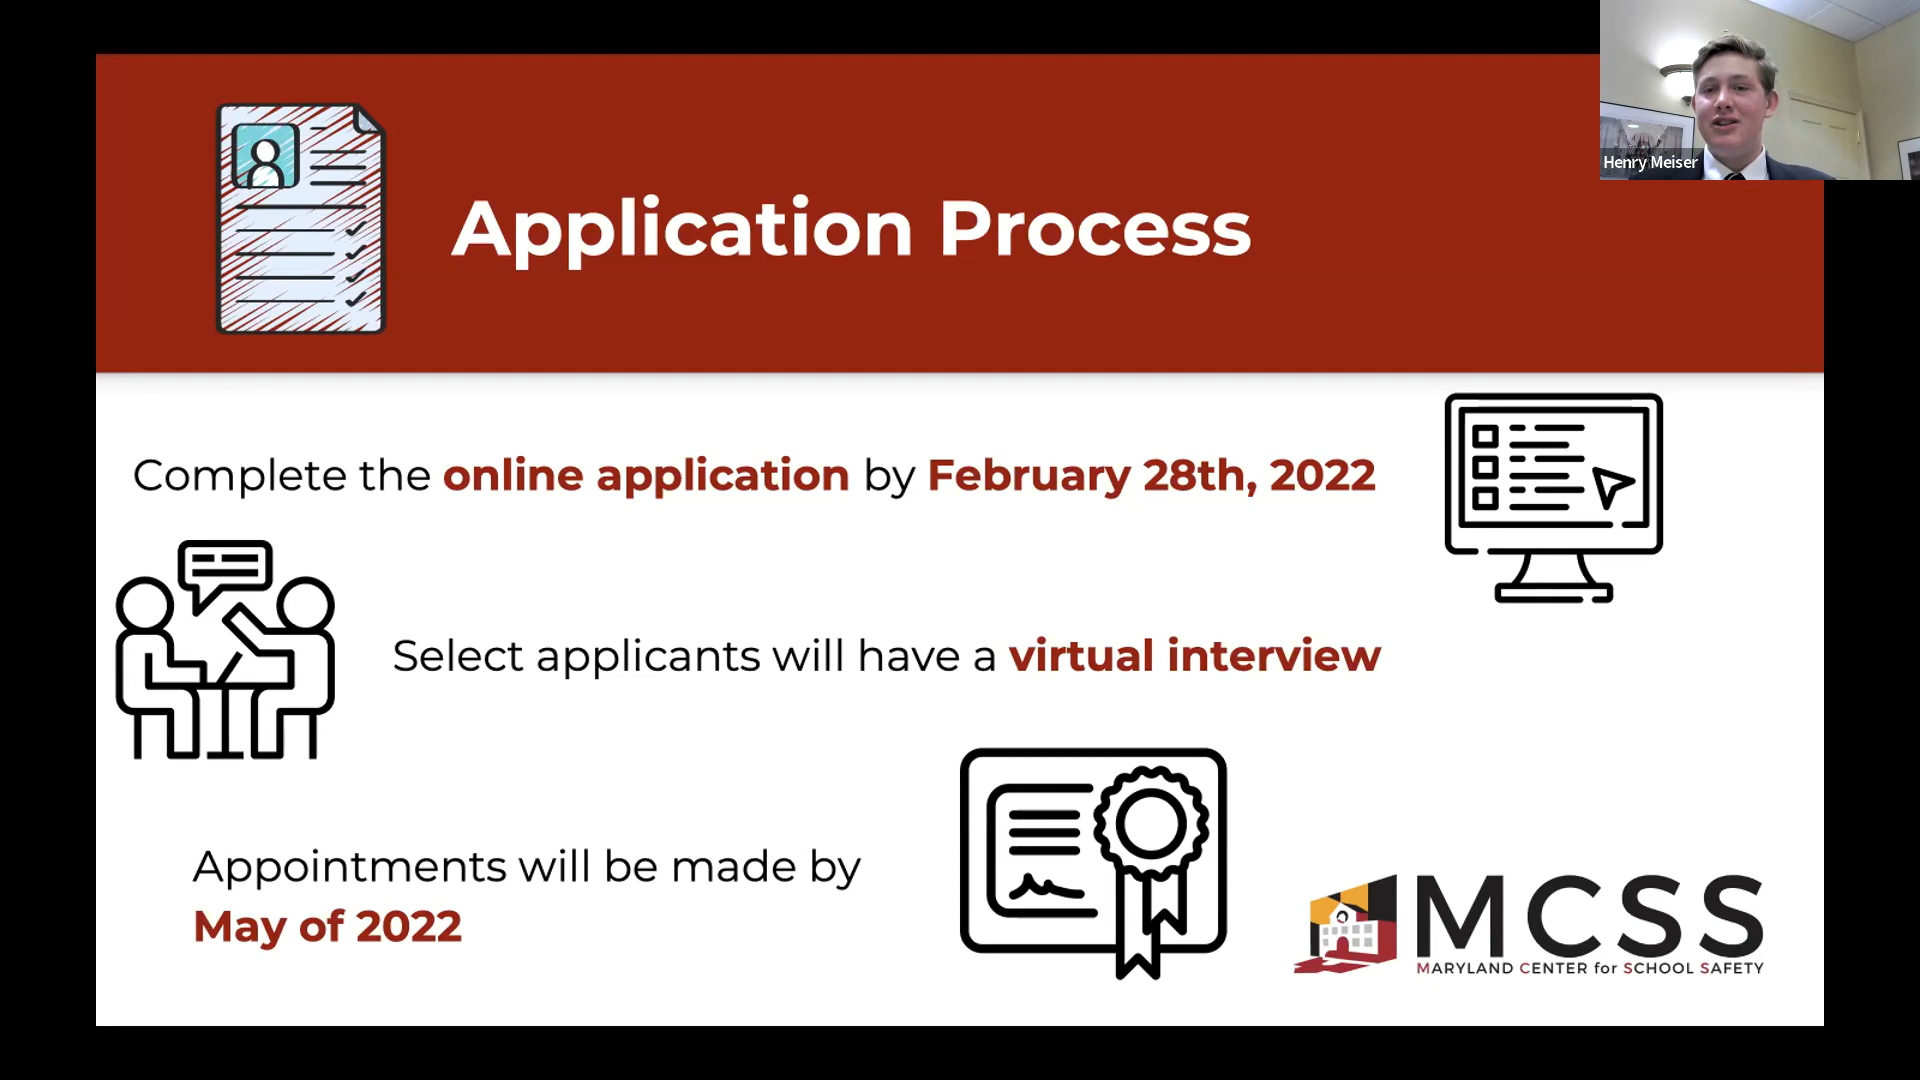 Henry Meiser
Application Process
Complete the online application by February 28th, 2022
Select applicants will have a virtual interview
Appointments will be made by
May of 2022
MCSS
MARYLAND CENTER for SCHOOL SAFETY